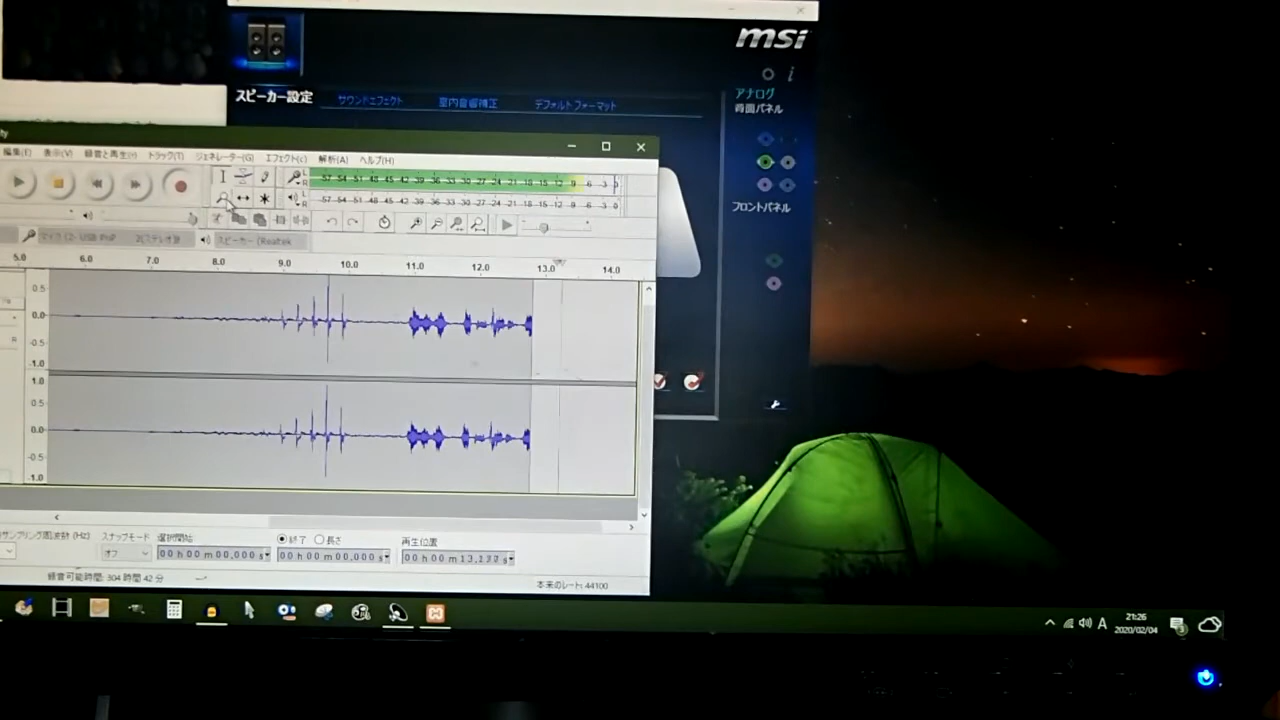 msi
スピーカー設定 サウンドエフェクト 室内音響補正 デフォルト フォーマット
アナログ
背面パネル
フロントパネル
編集(E) 表示(V) 録音と再生(N) トラック(T) ジェネレーター(G) エフェクト(C) 解析(A) ヘルプ(H)
L
R
-57 -54 -51 -48 -45 -42 -39 -36 -33 -30 -27 -24 -21 -18 -15 -12 -9 -6 -3 0
L
R
-57 -54 -51 -48 -45 -42 -39 -36 -33 -30 -27 -24 -21 -18 -15 -12 -9 -6 -3 0
スピーカー (Realtek
5.0 6.0 7.0 8.0 9.0 10.0 11.0 12.0 13.0 14.0
0.5
0.0
-0.5
-1.0
1.0
0.5
0.0
-0.5
-1.0
R
サンプリング周波数 (Hz) スナップモード 選択開始 終了 長さ 再生位置
オフ 00 h 00 m 00.000 s 00 h 00 m 00.000 s
録音可能時間: 304 時間 42 分 本来のレート: 44100
A
21:26
2020/02/04
3